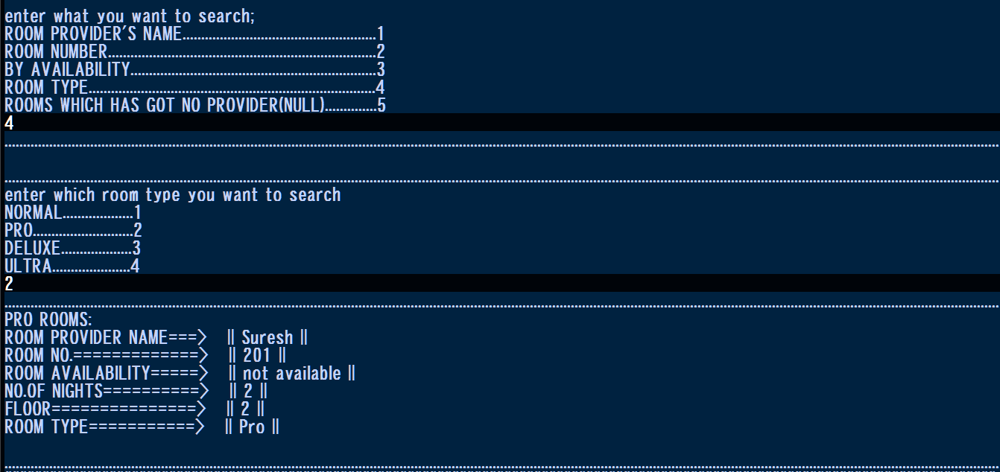 enter what you want to search;
ROOM PROVIDER'S NAME....................................................1
ROOM NUMBER........................................................................2
BY AVAILABILITY..................................................................3
ROOM TYPE.............................................................................4
ROOMS WHICH HAS GOT NO PROVIDER(NULL)..............5
4
enter which room type you want to search
NORMAL...................1
PRO...........................2
DELUXE...................3
ULTRA.....................4
2
PRO ROOMS:
ROOM PROVIDER NAME===> || Suresh ||
ROOM NO.=============> || 201 ||
ROOM AVAILABILITY=====> || not available ||
NO.OF NIGHTS==========> || 2 ||
FLOOR===============> || 2 ||
ROOM TYPE===========> || Pro ||